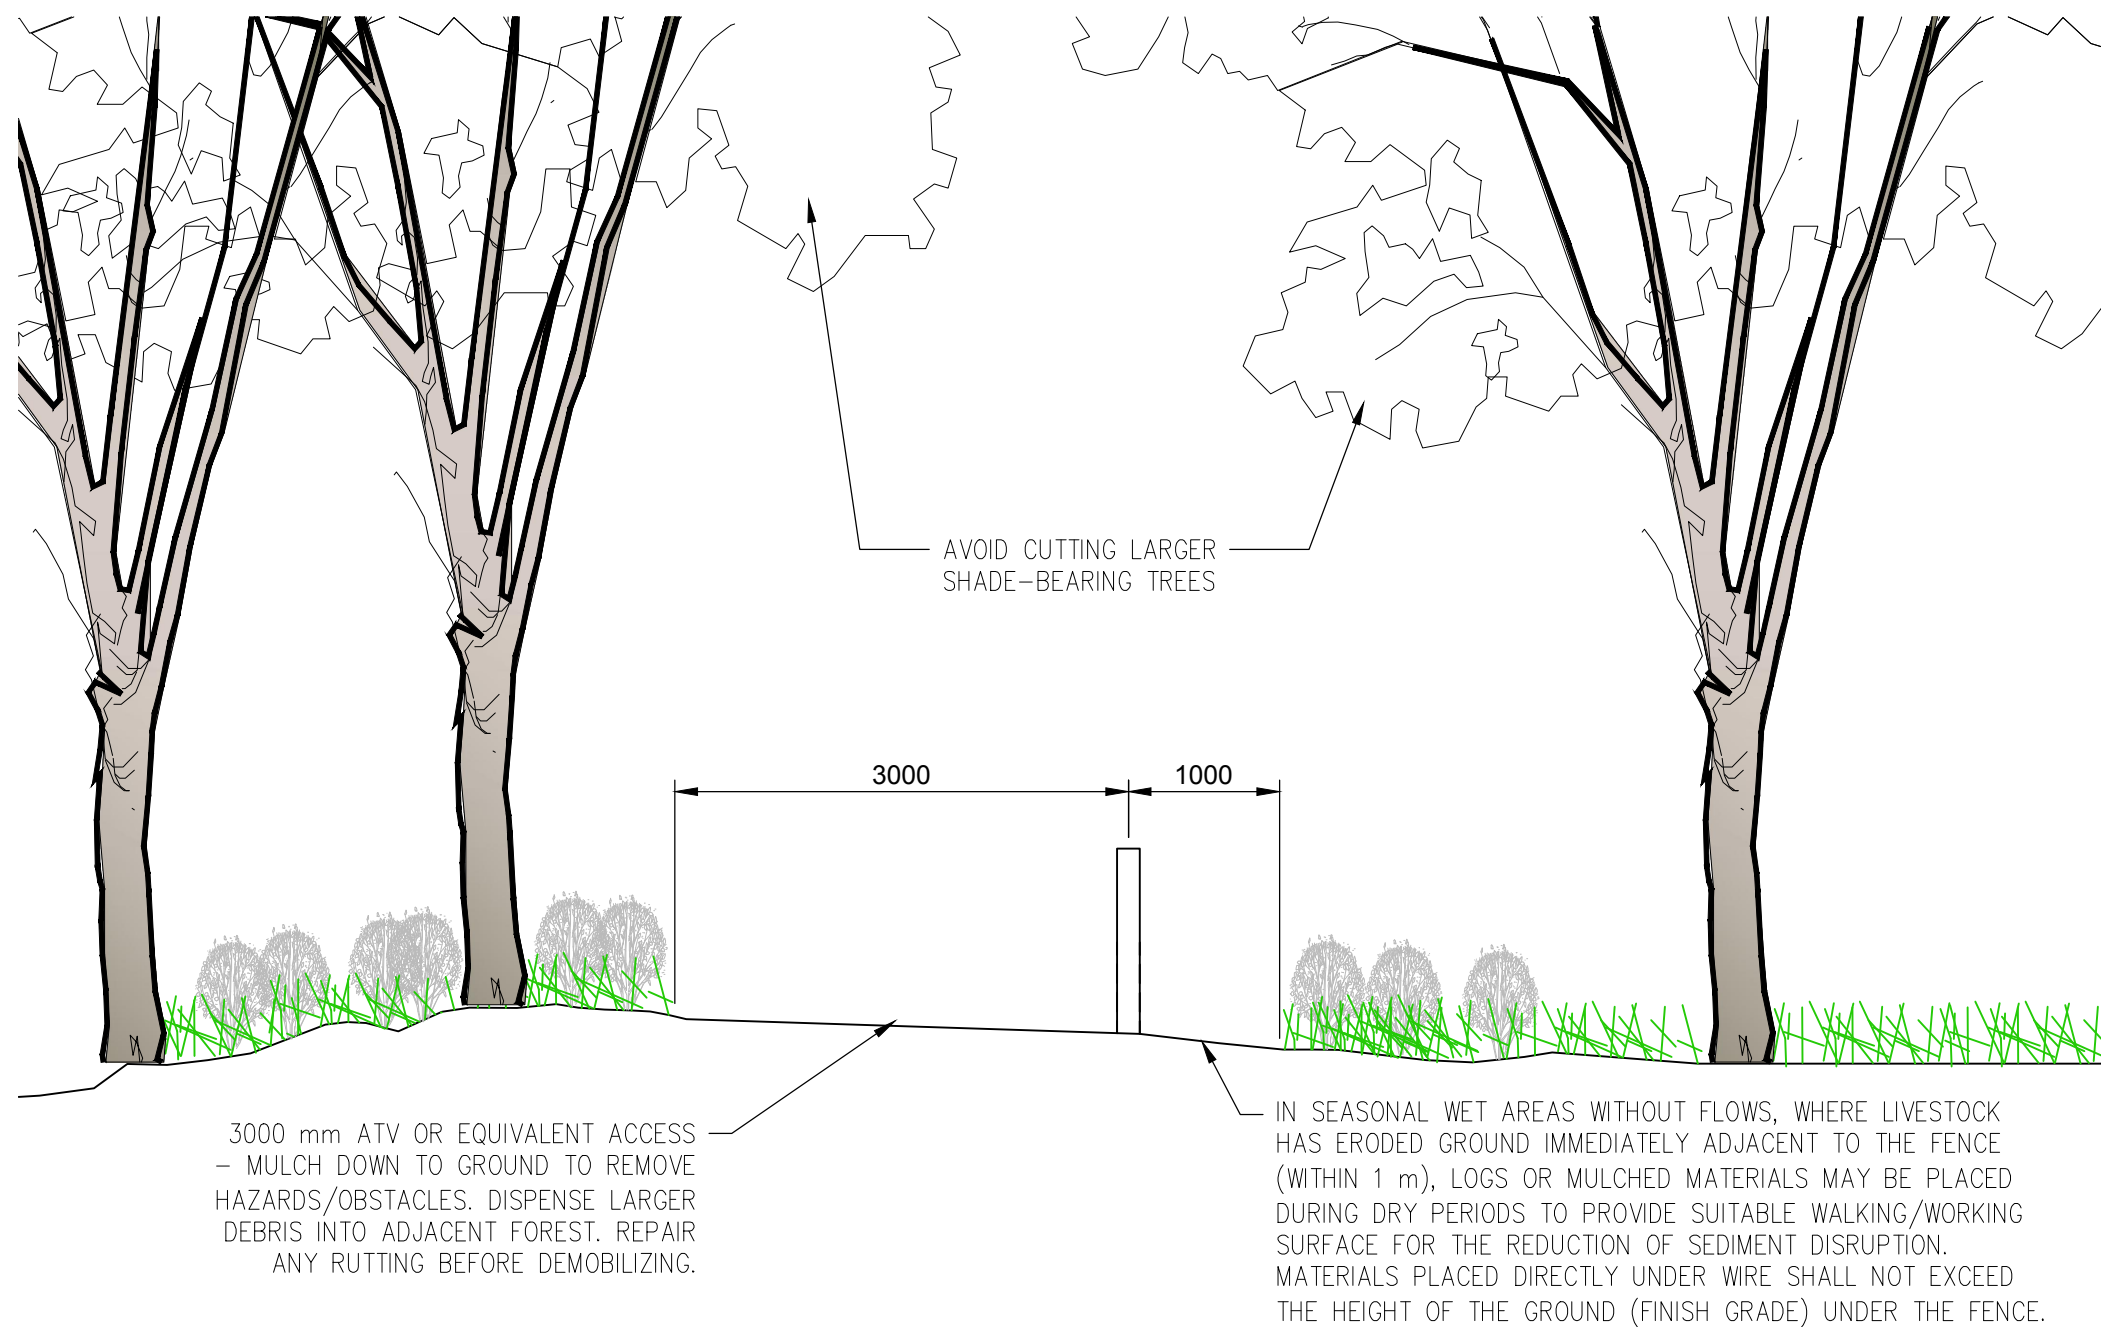 AVOID CUTTING LARGER
SHADE-BEARING TREES
3000
1000
3000 mm ATV OR EQUIVALENT ACCESS
- MULCH DOWN TO GROUND TO REMOVE
HAZARDS/OBSTACLES. DISPENSE LARGER
DEBRIS INTO ADJACENT FOREST. REPAIR
ANY RUTTING BEFORE DEMOBILIZING.
IN SEASONAL WET AREAS WITHOUT FLOWS, WHERE LIVESTOCK
HAS ERODED GROUND IMMEDIATELY ADJACENT TO THE FENCE
(WITHIN 1 m), LOGS OR MULCHED MATERIALS MAY BE PLACED
DURING DRY PERIODS TO PROVIDE SUITABLE WALKING/WORKING
SURFACE FOR THE REDUCTION OF SEDIMENT DISRUPTION.
MATERIALS PLACED DIRECTLY UNDER WIRE SHALL NOT EXCEED
THE HEIGHT OF THE GROUND (FINISH GRADE) UNDER THE FENCE.